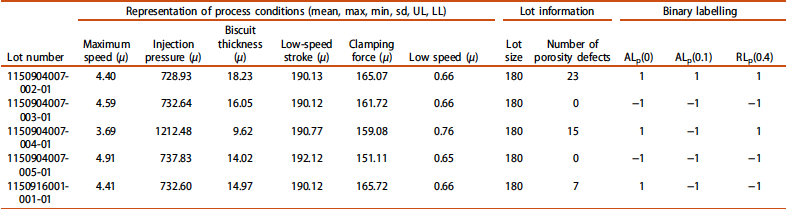 Representation of process conditions (mean, max, min, sd, UL, LL) Lot information Binary labelling
Lot number Maximum speed (μ) Injection pressure (μ) Biscuit thickness (μ) Low-speed stroke (μ) Clamping force (μ) Low speed (μ) Lot size Number of porosity defects ALp(0) ALp(0.1) RLp(0.4)
1150904007-002-01 4.40 728.93 18.23 190.13 165.07 0.66 180 23 1 1 1
1150904007-003-01 4.59 732.64 16.05 190.12 161.72 0.66 180 0 −1 −1 −1
1150904007-004-01 3.69 1212.48 9.62 190.77 159.08 0.76 180 15 1 −1 1
1150904007-005-01 4.91 737.83 14.02 192.12 151.11 0.65 180 0 −1 −1 −1
1150916001-001-01 4.41 732.60 14.97 190.12 165.72 0.66 180 7 1 −1 −1